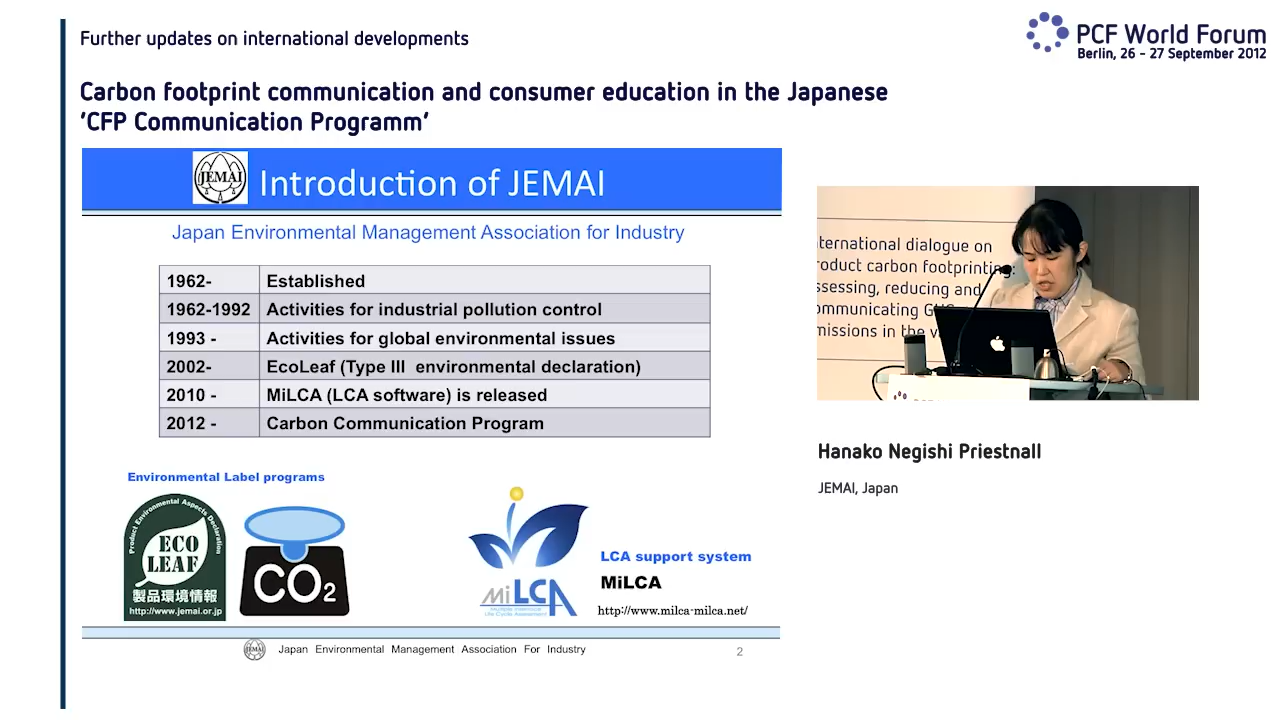 Further updates on international developments
PCF World Forum
Berlin, 26 – 27 September 2012
Carbon footprint communication and consumer education in the Japanese
‘CFP Communication Programm’
JEMAI
Introduction of JEMAI
Japan Environmental Management Association for Industry
1962- Established
1962-1992 Activities for industrial pollution control
1993 - Activities for global environmental issues
2002- EcoLeaf (Type III environmental declaration)
2010 - MiLCA (LCA software) is released
2012 - Carbon Communication Program
ternational dialogue on
roduct carbon footprinting:
ssessing, reducing and
ommunicating
missions in the
Hanako Negishi Priestnall
JEMAI, Japan
Environmental Label programs
Product Environmental Aspects Declaration
ECO
LEAF
製品環境情報
http://www.jemai.or.jp
CO2
MiLCA
LCA support system
MiLCA
http://www.milca-milca.net/
JEMAI
Japan Environmental Management Association For Industry
2